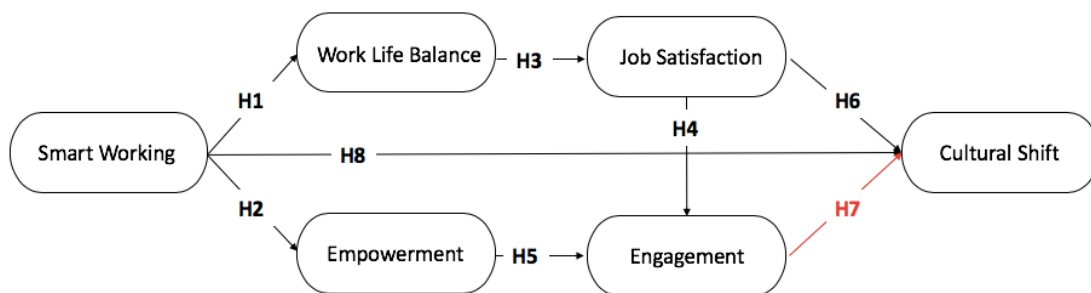 Work Life Balance
H3
Job Satisfaction
H1
H6
H4
Smart Working
H8
Cultural Shift
H2
H7
Empowerment
H5
Engagement